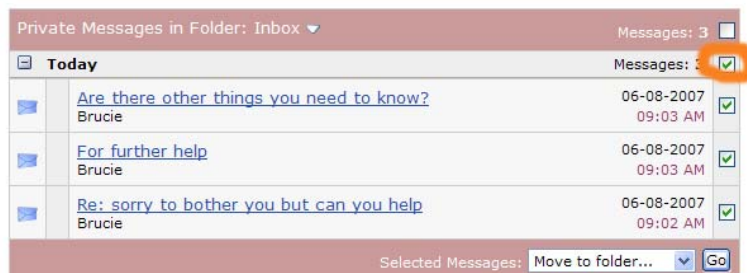 Private Messages in Folder: Inbox Messages: 3
Today Messages: 3
Are there other things you need to know? 06-08-2007
Brucie 09:03 AM
For further help 06-08-2007
Brucie 09:03 AM
Re: sorry to bother you but can you help 06-08-2007
Brucie 09:02 AM
Selected Messages: Move to folder... Go